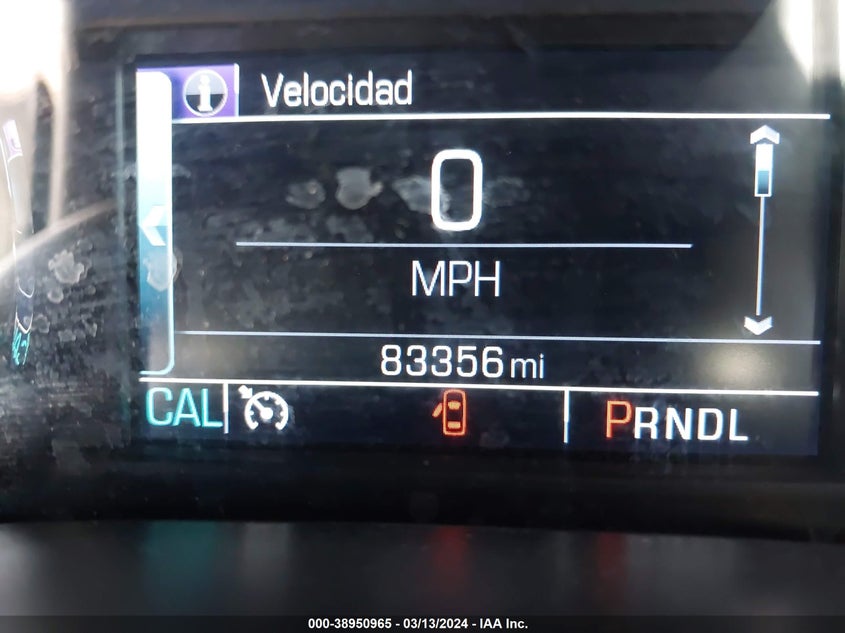 Velocidad
0
MPH
83356 mi
CAL PRNDL
000-38950965 - 03/13/2024 - IAA Inc.